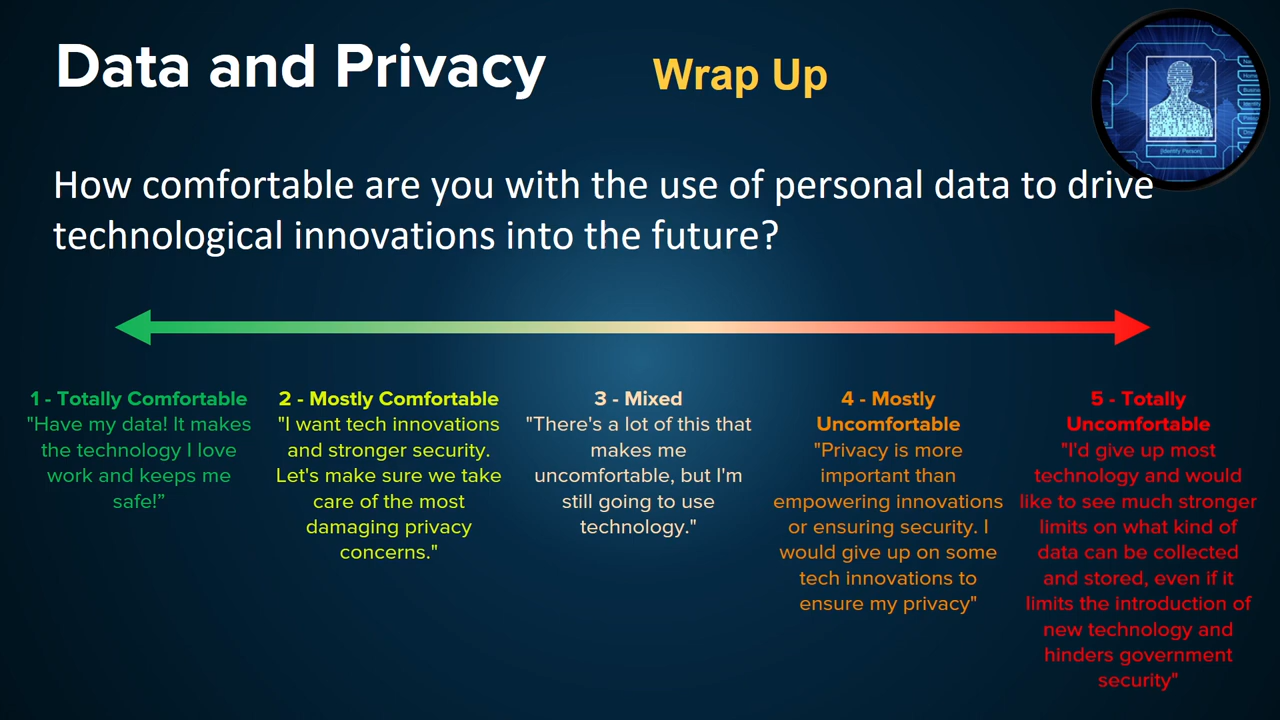 Data and Privacy
Wrap Up
[Identify Person]
How comfortable are you with the use of personal data to drive
technological innovations into the future?
1 - Totally Comfortable
"Have my data! It makes
the technology I love
work and keeps me
safe!”
2 - Mostly Comfortable
"I want tech innovations
and stronger security.
Let's make sure we take
care of the most
damaging privacy
concerns."
3 - Mixed
"There's a lot of this that
makes me
uncomfortable, but I'm
still going to use
technology."
4 - Mostly
Uncomfortable
"Privacy is more
important than
empowering innovations
or ensuring security. I
would give up on some
tech innovations to
ensure my privacy"
5 - Totally
Uncomfortable
"I'd give up most
technology and would
like to see much stronger
limits on what kind of
data can be collected
and stored, even if it
limits the introduction of
new technology and
hinders government
security"